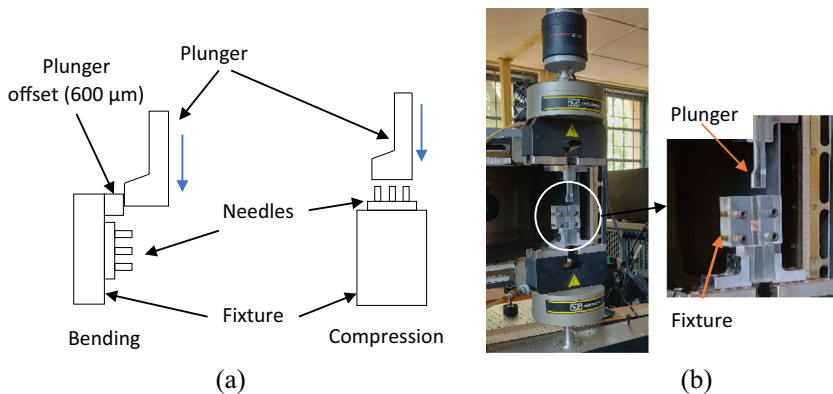 Plunger
offset (600 µm)
Plunger
Needles
Fixture
Bending
Compression
(a)
Plunger
Fixture
(b)